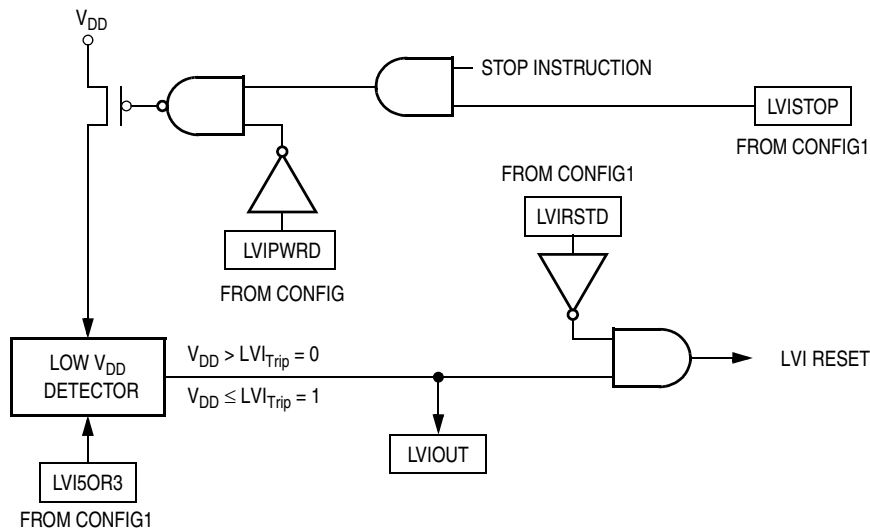 VDD
STOP INSTRUCTION
LVISTOP
FROM CONFIG1
FROM CONFIG1
LVIRSTD
LVIPWRD
FROM CONFIG
LOW VDD
DETECTOR
VDD > LVITrip = 0
VDD ≤ LVITrip = 1
LVI RESET
LVIOUT
LVI5OR3
FROM CONFIG1